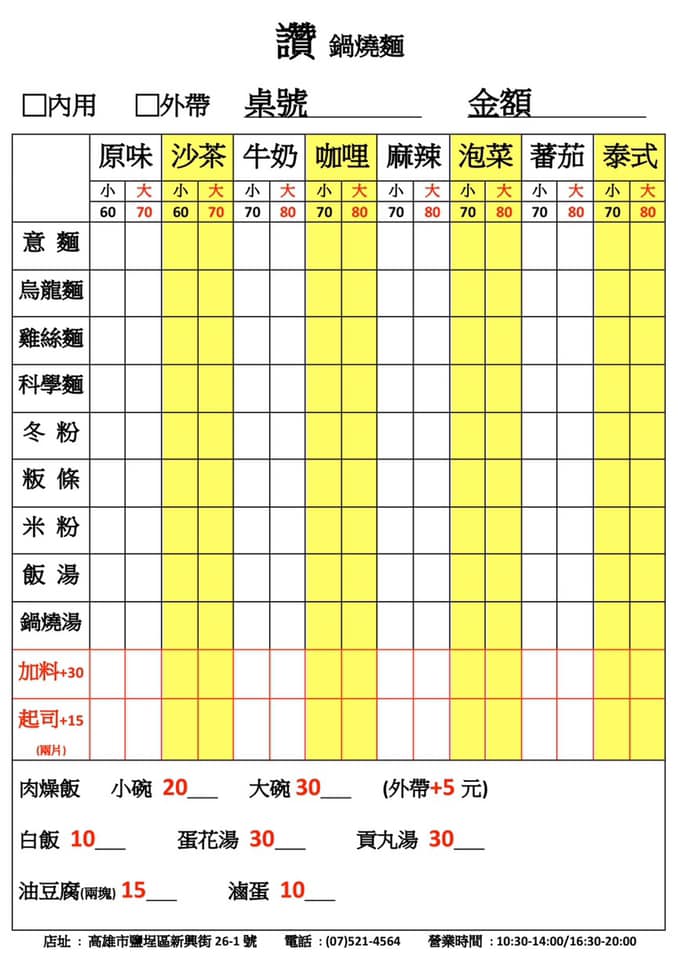 讚 鍋燒麵
□內用 □外帶 桌號__________ 金額__________
原味 沙茶 牛奶 咖哩 麻辣 泡菜 蕃茄 泰式
小 大 小 大 小 大 小 大 小 大 小 大 小 大 小 大
60 70 60 70 70 80 70 80 70 80 70 80 70 80 70 80
意 麵
烏龍麵
雞絲麵
科學麵
冬 粉
粄 條
米 粉
飯 湯
鍋燒湯
加料+30
起司+15
(兩片)
肉燥飯 小碗 20___ 大碗 30___ (外帶+5 元)
白飯 10___ 蛋花湯 30___ 貢丸湯 30___
油豆腐(兩塊) 15___ 滷蛋 10___
店址 : 高雄市鹽埕區新興街 26-1 號 電話 : (07)521-4564 營業時間 : 10:30-14:00/16:30-20:00